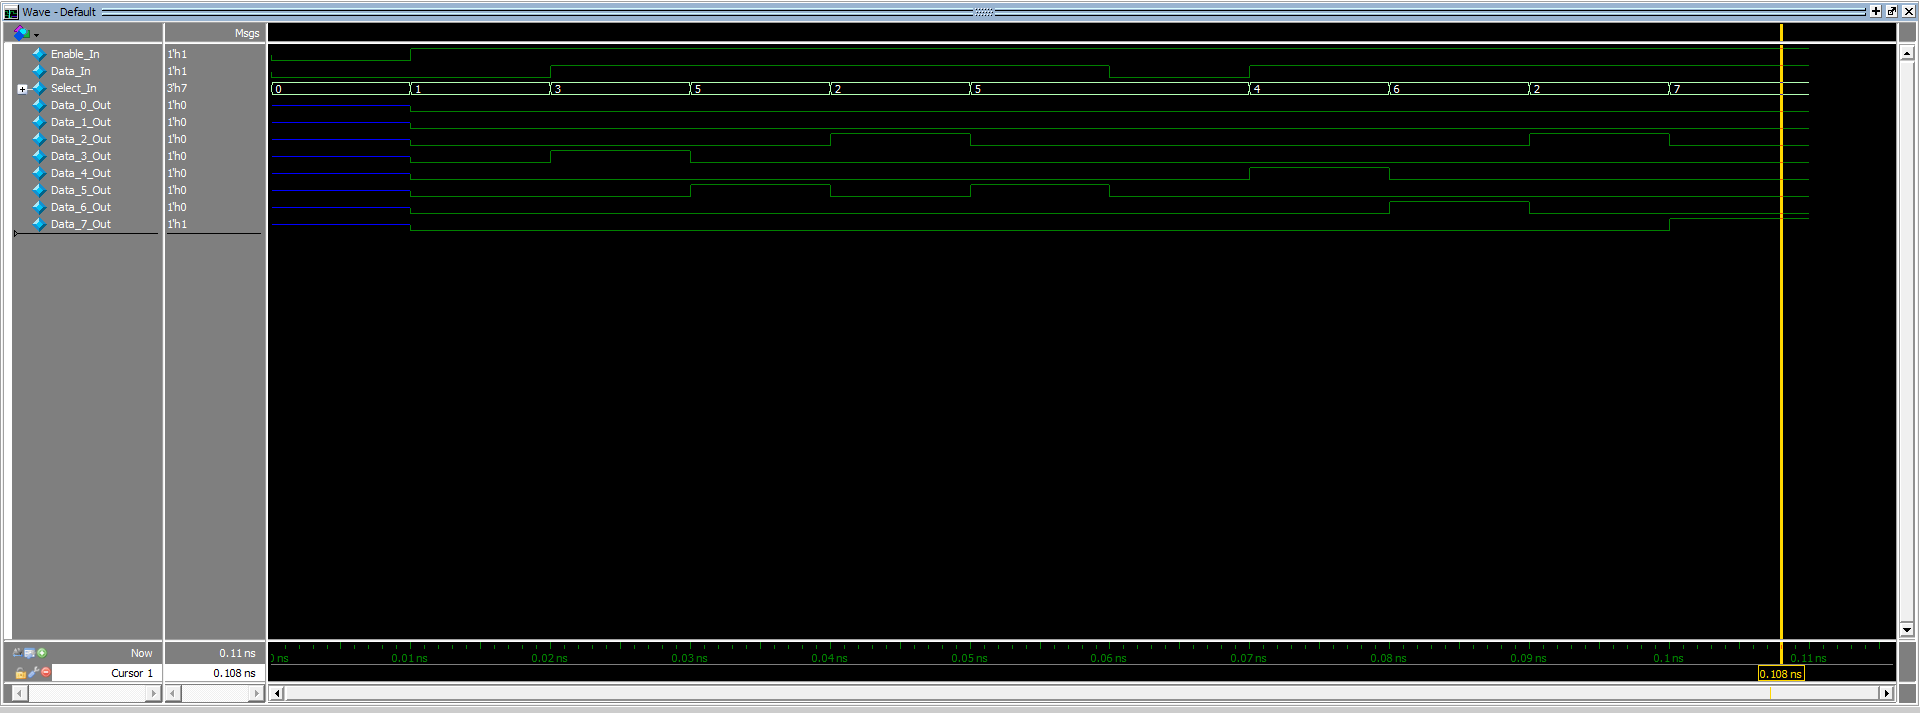 Wave - Default
Msgs
Enable_In 1'h1
Data_In 1'h1
Select_In 3'h7 0 1 3 5 2 5 4 6 2 7
Data_0_Out 1'h0
Data_1_Out 1'h0
Data_2_Out 1'h0
Data_3_Out 1'h0
Data_4_Out 1'h0
Data_5_Out 1'h0
Data_6_Out 1'h0
Data_7_Out 1'h1
Now 0.11 ns ns 0.01 ns 0.02 ns 0.03 ns 0.04 ns 0.05 ns 0.06 ns 0.07 ns 0.08 ns 0.09 ns 0.1 ns 0.11 ns
Cursor 1 0.108 ns 0.108 ns